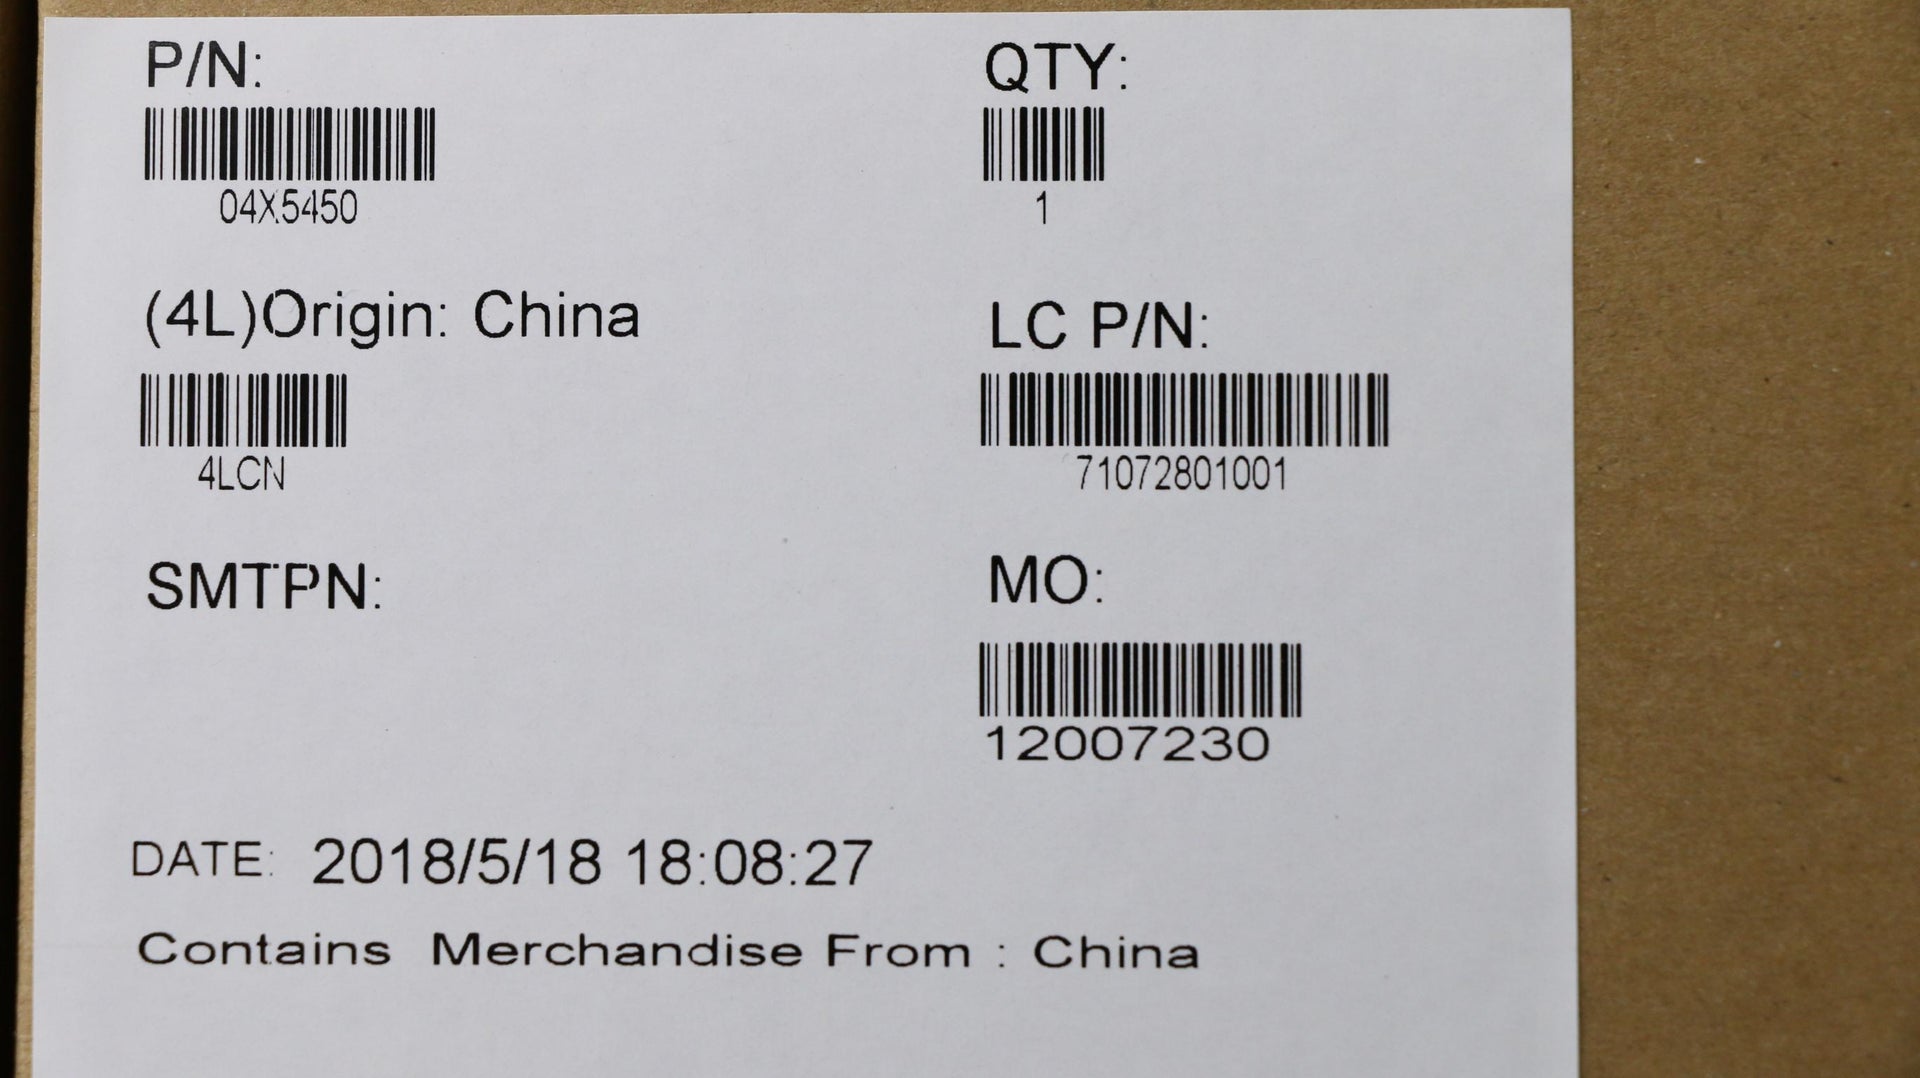 P/N:
04X5450
QTY:
1
(4L)Origin: China
4LCN
LC P/N:
71072801001
SMTPN:
MO:
12007230
DATE: 2018/5/18 18:08:27
Contains Merchandise From : China